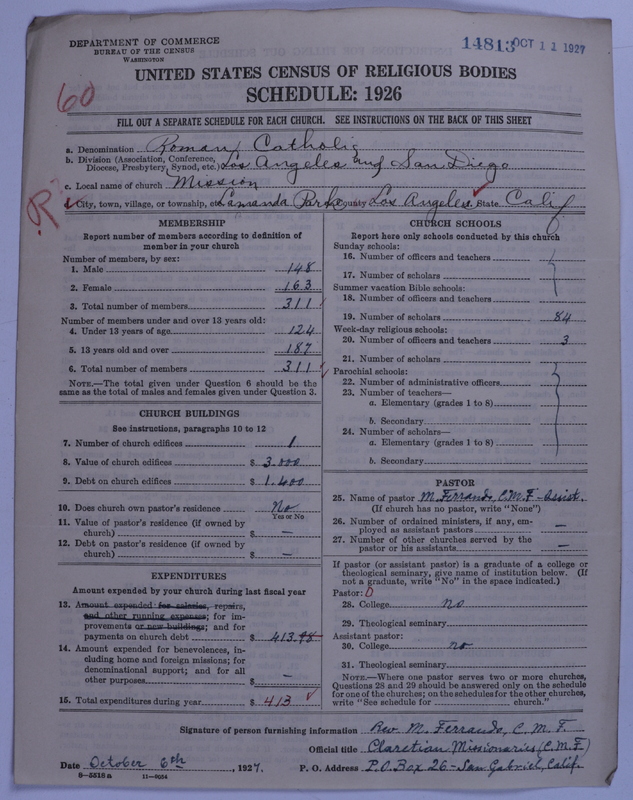 DEPARTMENT OF COMMERCE
BUREAU OF THE CENSUS
WASHINGTON
14813 OCT 11 1927
UNITED STATES CENSUS OF RELIGIOUS BODIES
SCHEDULE: 1926
60
FILL OUT A SEPARATE SCHEDULE FOR EACH CHURCH. SEE INSTRUCTIONS ON THE BACK OF THIS SHEET
a. Denomination Roman Catholic
b. Division (Association, Conference, Diocese, Presbytery, Synod, etc.) Los Angeles and San Diego
c. Local name of church Mission
R
City, town, village, or township, etc. Lamanda Park County Los Angeles State Calif
MEMBERSHIP
Report number of members according to definition of
member in your church
Number of members, by sex:
1. Male 148
2. Female 163
3. Total number of members 311
Number of members under and over 13 years old:
4. Under 13 years of age 124
5. 13 years old and over 187
6. Total number of members 311
NOTE.—The total given under Question 6 should be the
same as the total of males and females given under Question 3.
CHURCH BUILDINGS
See instructions, paragraphs 10 to 12
7. Number of church edifices 1
8. Value of church edifices $ 3.000
9. Debt on church edifices $ 1.400
10. Does church own pastor's residence No
Yes or No
11. Value of pastor's residence (if owned by
church) $ —
12. Debt on pastor's residence (if owned by
church) $ —
EXPENDITURES
Amount expended by your church during last fiscal year
13. Amount expended for salaries, repairs,
and other running expenses; for im-
provements or new buildings; and for
payments on church debt $ 413.98
14. Amount expended for benevolences, in-
cluding home and foreign missions; for
denominational support; and for all
other purposes $ —
15. Total expenditures during year $ 413
CHURCH SCHOOLS
Report here only schools conducted by this church
Sunday schools:
16. Number of officers and teachers
17. Number of scholars
Summer vacation Bible schools:
18. Number of officers and teachers
19. Number of scholars 84
Week-day religious schools:
20. Number of officers and teachers 3
21. Number of scholars
Parochial schools:
22. Number of administrative officers
23. Number of teachers—
a. Elementary (grades 1 to 8)
b. Secondary
24. Number of scholars—
a. Elementary (grades 1 to 8)
b. Secondary
PASTOR
25. Name of pastor M. Ferrando, C.M.F - Assist.
(If church has no pastor, write "None")
26. Number of ordained ministers, if any, em-
ployed as assistant pastors —
27. Number of other churches served by the
pastor or his assistants —
If pastor (or assistant pastor) is a graduate of a college or
theological seminary, give name of institution below. (If
not a graduate, write "No" in the space indicated.)
Pastor: 0
28. College no
29. Theological seminary
Assistant pastor:
30. College no
31. Theological seminary
NOTE.—Where one pastor serves two or more churches,
Questions 28 and 29 should be answered only on the schedule
for one of the churches; on the schedules for the other churches,
write "See schedule for church."
Signature of person furnishing information Rev. M. Ferrando, C.M.F.
Official title Claretian Missionaries (C.M.F)
Date October 6th, 1927. P. O. Address P.O. Box 26 - San Gabriel, Calif.
8-5518 a 11-9034